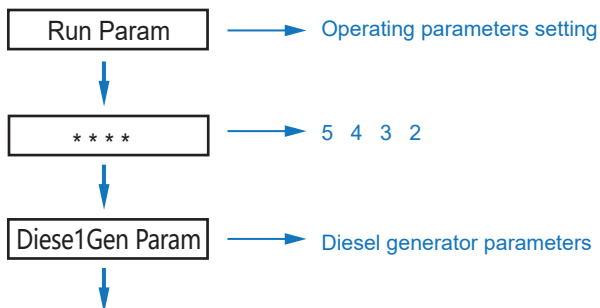 Run Param
Operating parameters setting
* * * *
5 4 3 2
Diese1Gen Param
Diesel generator parameters